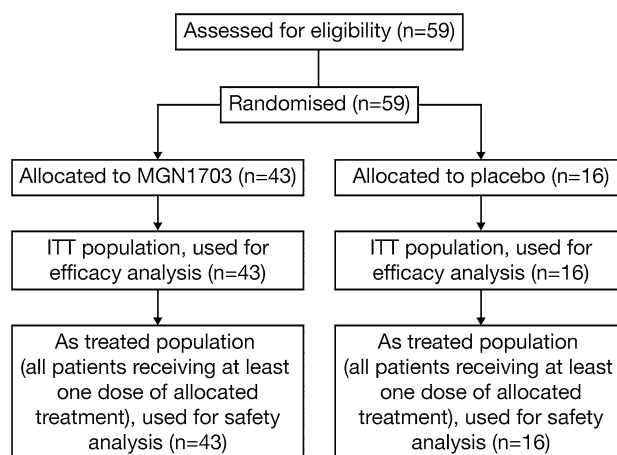 Assessed for eligibility (n=59)
Randomised (n=59)
Allocated to MGN1703 (n=43)
Allocated to placebo (n=16)
ITT population, used for
efficacy analysis (n=43)
ITT population, used for
efficacy analysis (n=16)
As treated population
(all patients receiving at least
one dose of allocated
treatment), used for safety
analysis (n=43)
As treated population
(all patients receiving at least
one dose of allocated
treatment), used for safety
analysis (n=16)